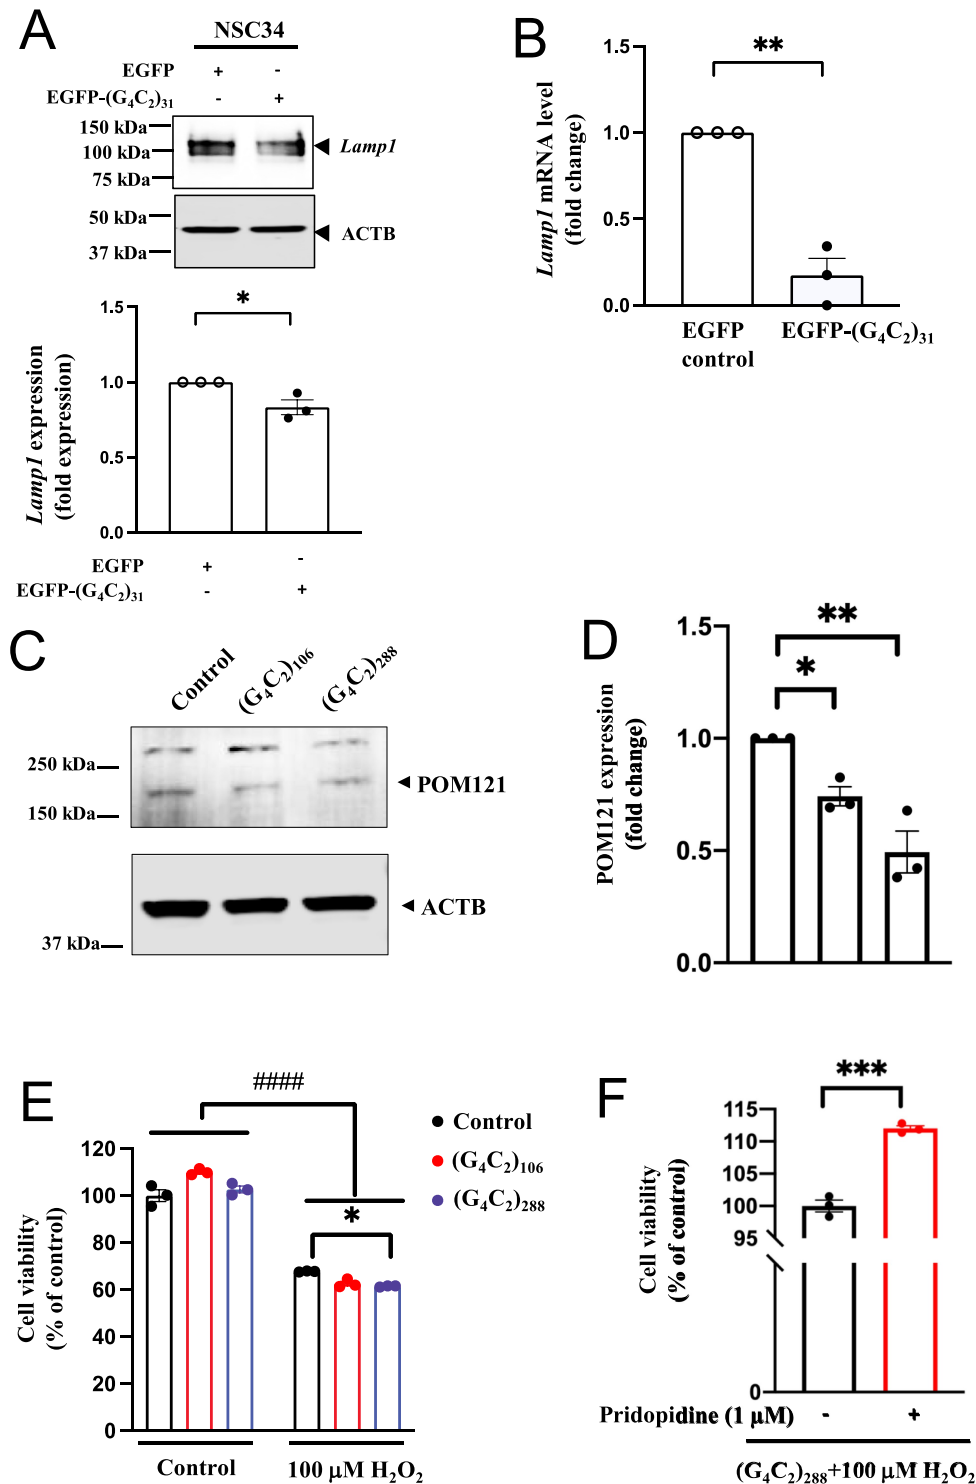 A
NSC34
EGFP + -
EGFP-(G₄C₂)₃₁ - +
150 kDa
100 kDa
75 kDa
Lamp1
50 kDa
37 kDa
ACTB
*
1.5
1.0
0.5
0.0
Lamp1 expression
(fold expression)
EGFP + -
EGFP-(G₄C₂)₃₁ - +
B
**
1.5
1.0
0.5
0.0
Lamp1 mRNA level
(fold change)
EGFP
control
EGFP-(G₄C₂)₃₁
C
Control
(G₄C₂)₁₀₆
(G₄C₂)₂₈₈
250 kDa
150 kDa
POM121
37 kDa
ACTB
D
**
*
1.5
1.0
0.5
0.0
POM121 expression
(fold change)
E
####
*
Control
(G₄C₂)₁₀₆
(G₄C₂)₂₈₈
120
100
80
60
40
20
0
Cell viability
(% of control)
Control
100 µM H₂O₂
F
***
115
110
105
100
95
0
Cell viability
(% of control)
Pridopidine (1 µM) - +
(G₄C₂)₂₈₈+100 µM H₂O₂